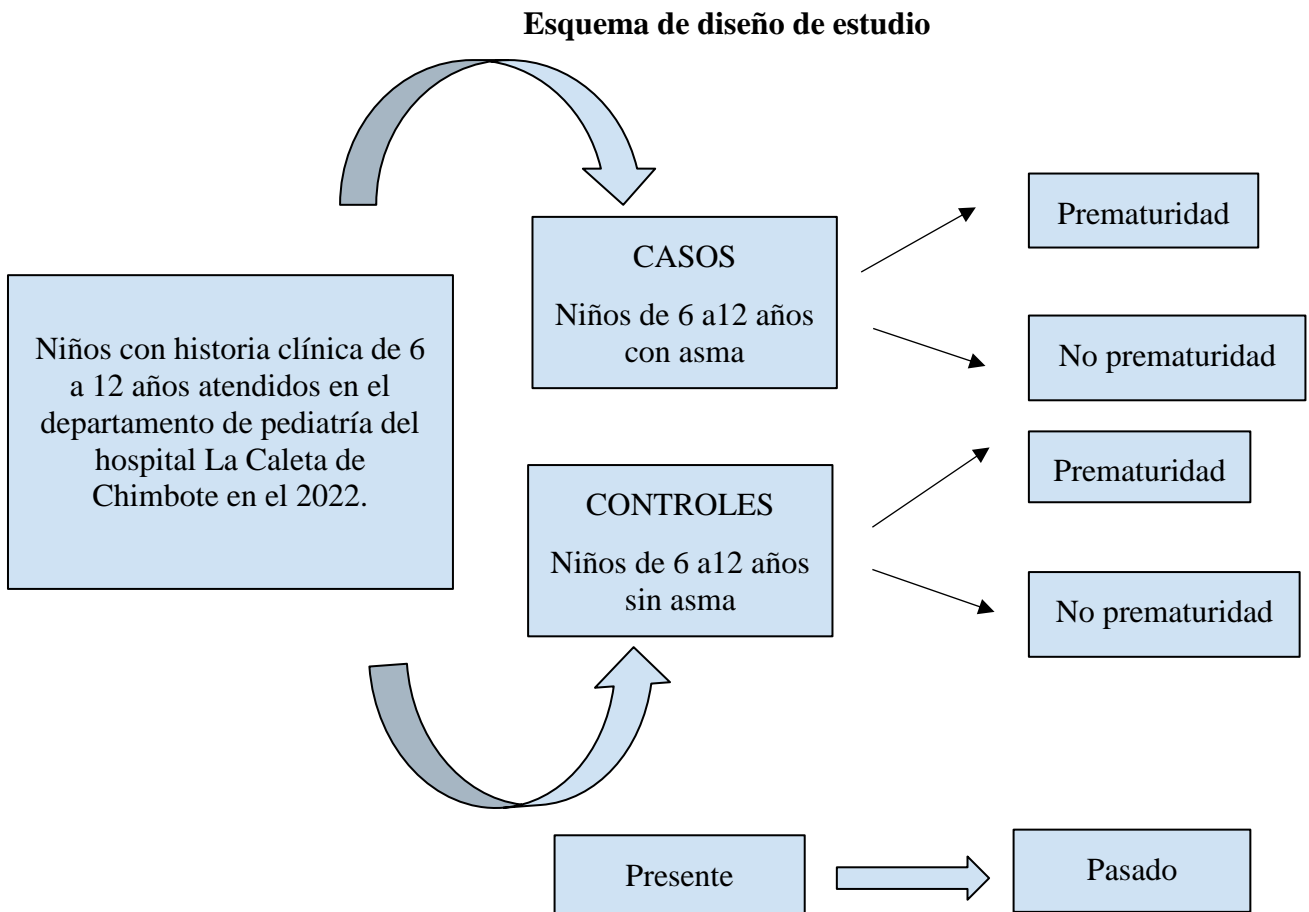 Esquema de diseño de estudio
Niños con historia clínica de 6
a 12 años atendidos en el
departamento de pediatría del
hospital La Caleta de
Chimbote en el 2022.
CASOS
Niños de 6 a12 años
con asma
Prematuridad
No prematuridad
CONTROLES
Niños de 6 a12 años
sin asma
Prematuridad
No prematuridad
Presente
Pasado